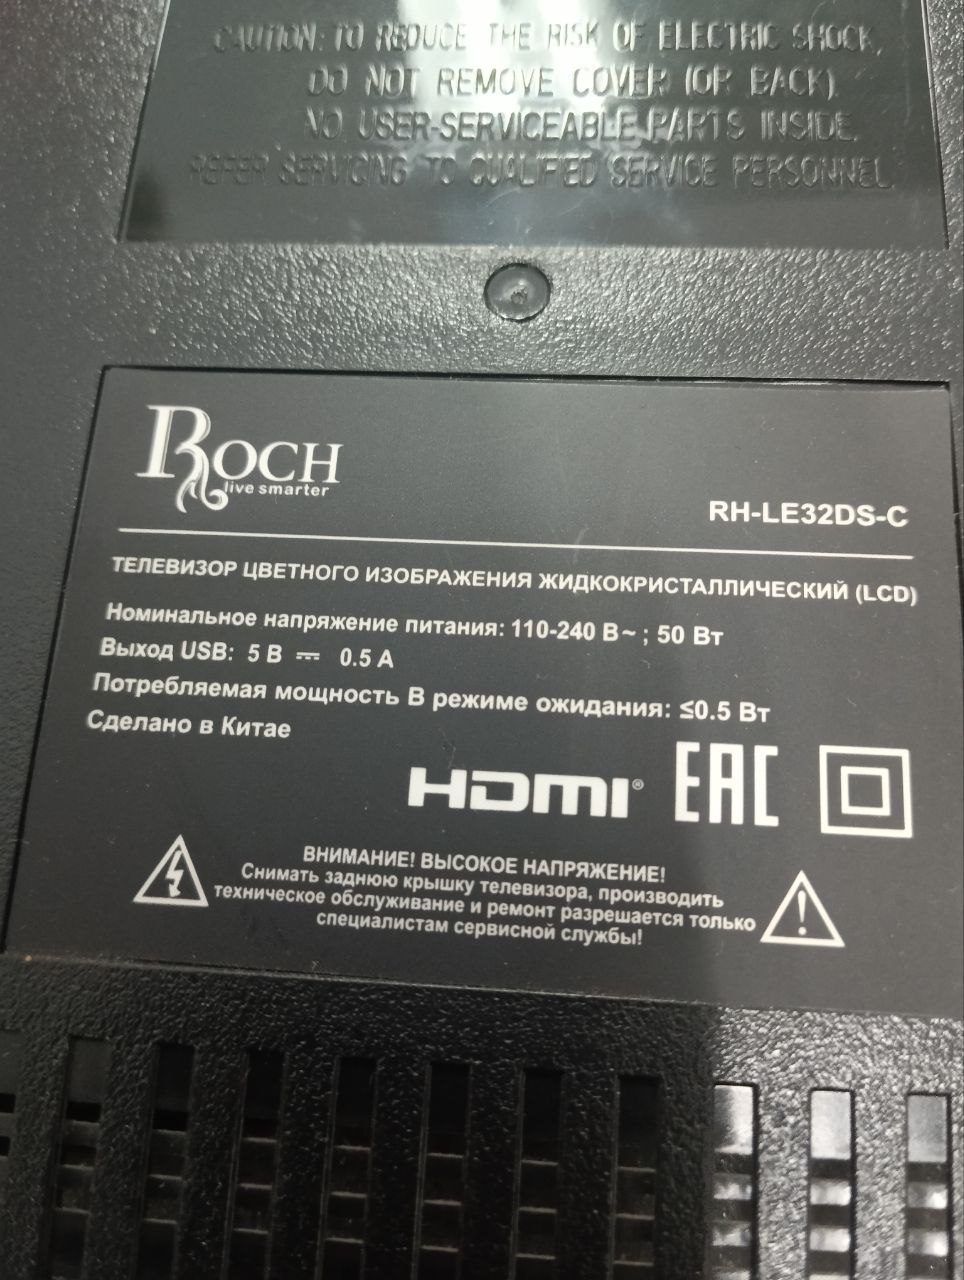 CAUTION: TO REDUCE THE RISK OF ELECTRIC SHOCK,
DO NOT REMOVE COVER (OR BACK).
NO USER-SERVICEABLE PARTS INSIDE.
REFER SERVICING TO QUALIFIED SERVICE PERSONNEL.
ROCH
live smarter
RH-LE32DS-C
ТЕЛЕВИЗОР ЦВЕТНОГО ИЗОБРАЖЕНИЯ ЖИДКОКРИСТАЛЛИЧЕСКИЙ (LCD)
Номинальное напряжение питания: 110-240 В~ ; 50 Вт
Выход USB: 5 В ⎓ 0.5 А
Потребляемая мощность В режиме ожидания: ≤0.5 Вт
Сделано в Китае
HDMI® EAC
ВНИМАНИЕ! ВЫСОКОЕ НАПРЯЖЕНИЕ!
Снимать заднюю крышку телевизора, производить
техническое обслуживание и ремонт разрешается только
специалистам сервисной службы!